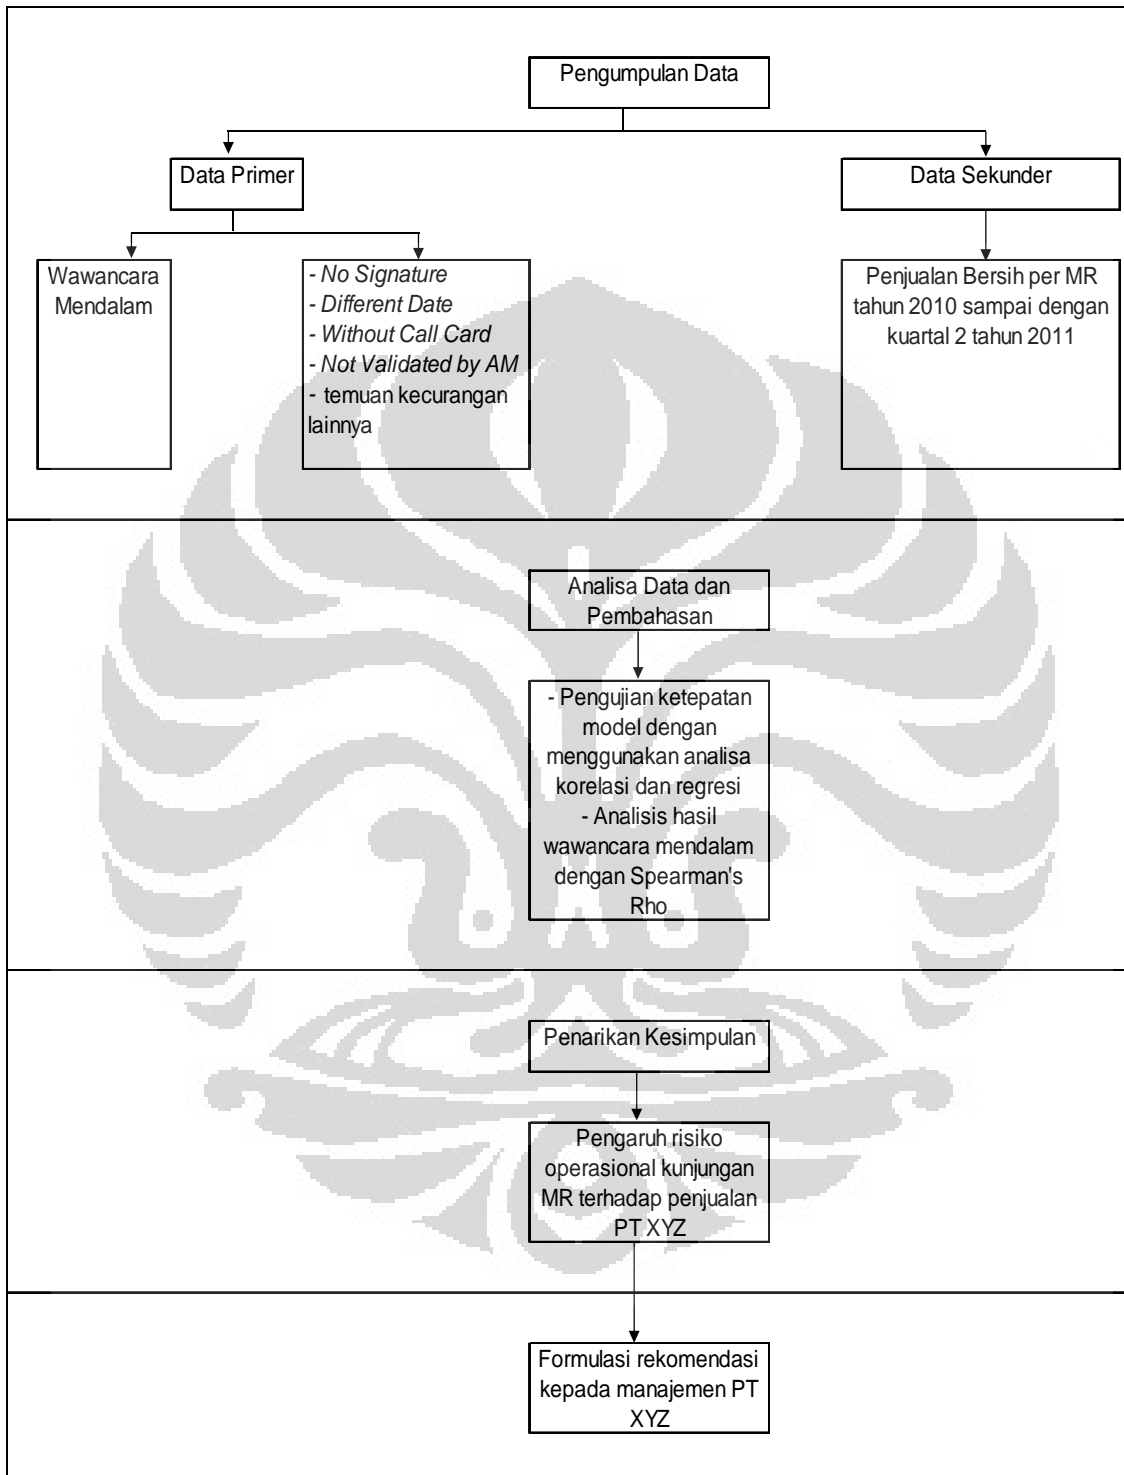 Pengumpulan Data
Data Primer
Data Sekunder
Wawancara
Mendalam
- No Signature
- Different Date
- Without Call Card
- Not Validated by AM
- temuan kecurangan
lainnya
Penjualan Bersih per MR
tahun 2010 sampai dengan
kuartal 2 tahun 2011
Analisa Data dan
Pembahasan
- Pengujian ketepatan
model dengan
menggunakan analisa
korelasi dan regresi
- Analisis hasil
wawancara mendalam
dengan Spearman's
Rho
Penarikan Kesimpulan
Pengaruh risiko
operasional kunjungan
MR terhadap penjualan
PT XYZ
Formulasi rekomendasi
kepada manajemen PT
XYZ